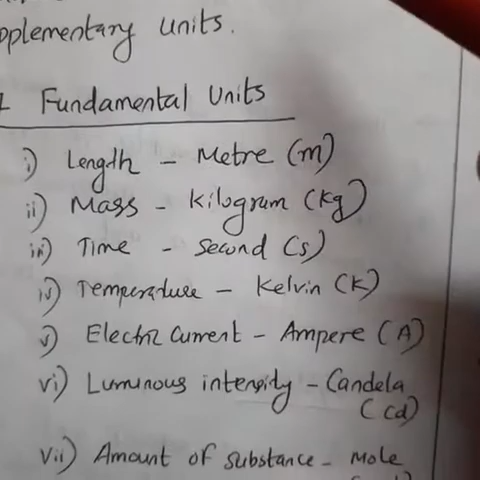 pplementary units.
Fundamental Units
i) Length - Metre (m)
ii) Mass - Kilogram (kg)
iii) Time - Second (s)
iv) Temperature - Kelvin (K)
v) Electric Current - Ampere (A)
vi) Luminous intensity - Candela
(cd)
vii) Amount of substance - Mole